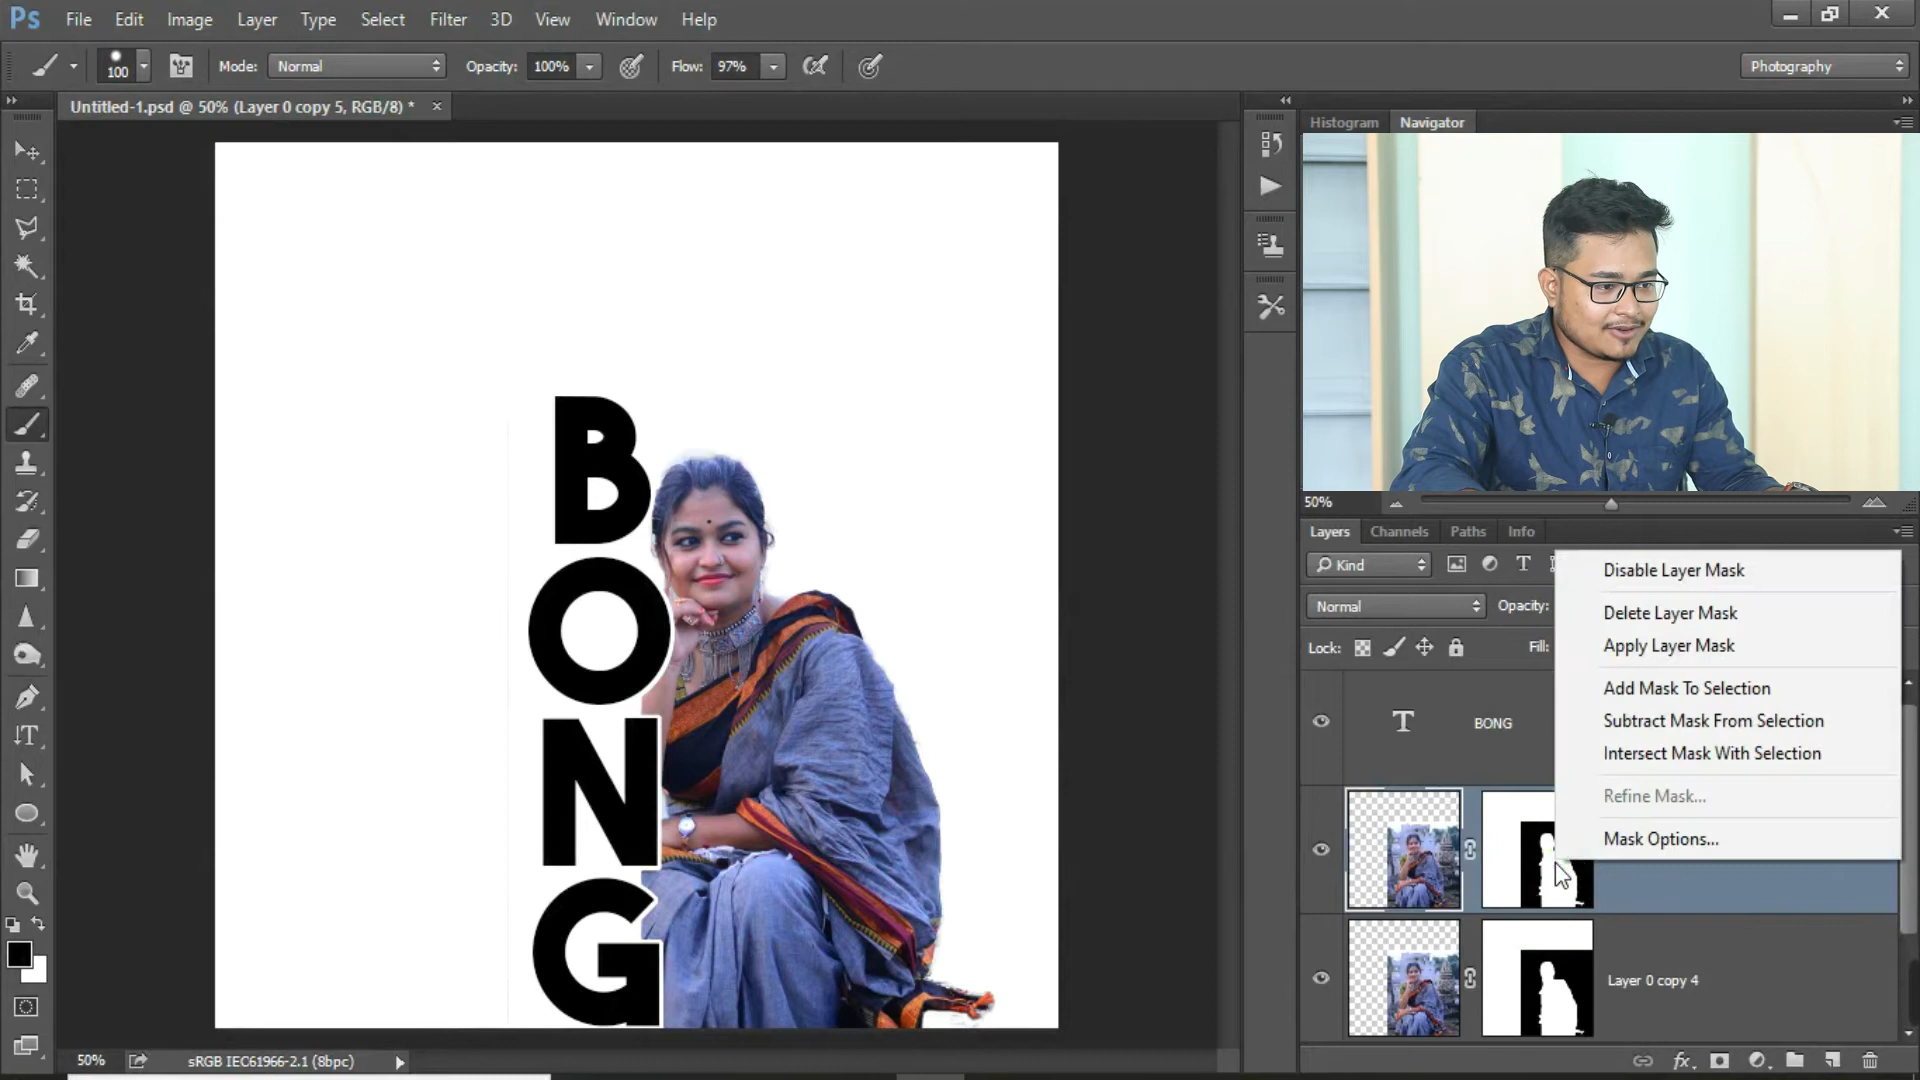 Ps File Edit Image Layer Type Select Filter 3D View Window Help
100 Mode: Normal Opacity: 100% Flow: 97% Photography
Untitled-1.psd @ 50% (Layer 0 copy 5, RGB/8) * ×
Histogram Navigator
50%
Layers Channels Paths Info
Kind
Normal Opacity:
Lock: Fill:
Disable Layer Mask
Delete Layer Mask
Apply Layer Mask
Add Mask To Selection
Subtract Mask From Selection
Intersect Mask With Selection
Refine Mask...
Mask Options...
T BONG
Layer 0 copy 4
B
O
N
G
50% sRGB IEC61966-2.1 (8bpc)